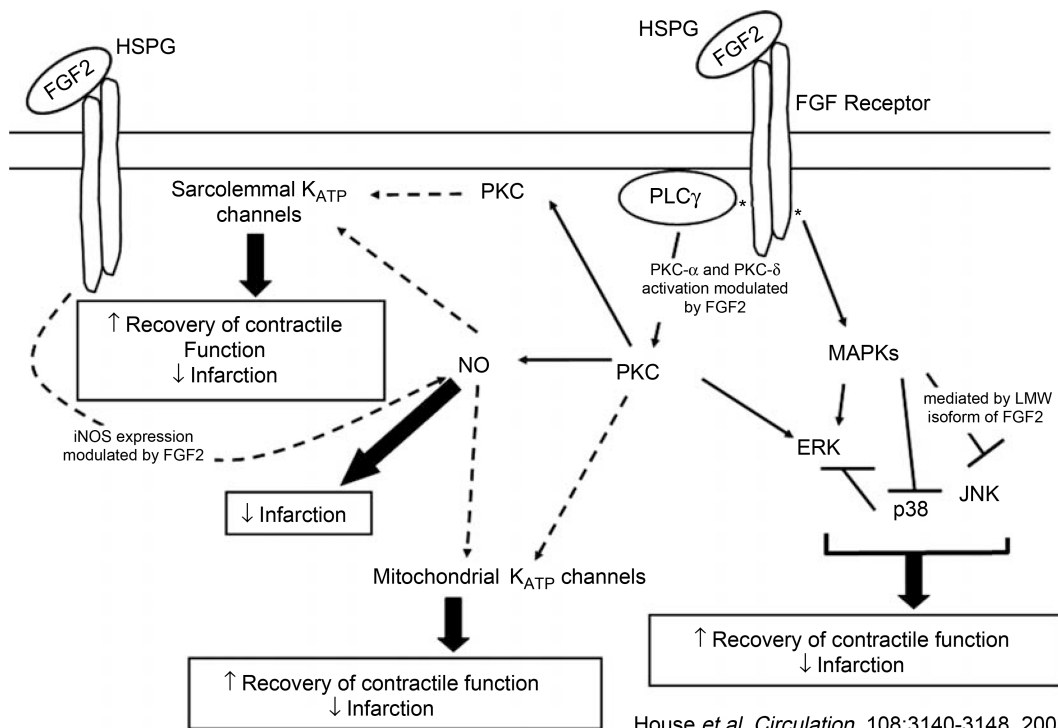 HSPG
FGF2
HSPG
FGF2
FGF Receptor
Sarcolemmal KATP
channels
PKC
PLCγ
*
*
PKC-α and PKC-δ
activation modulated
by FGF2
↑ Recovery of contractile
Function
↓ Infarction
NO
PKC
MAPKs
mediated by LMW
isoform of FGF2
iNOS expression
modulated by FGF2
ERK
p38
JNK
↓ Infarction
Mitochondrial KATP channels
↑ Recovery of contractile function
↓ Infarction
↑ Recovery of contractile function
↓ Infarction
House et al. Circulation, 108:3140-3148, 200